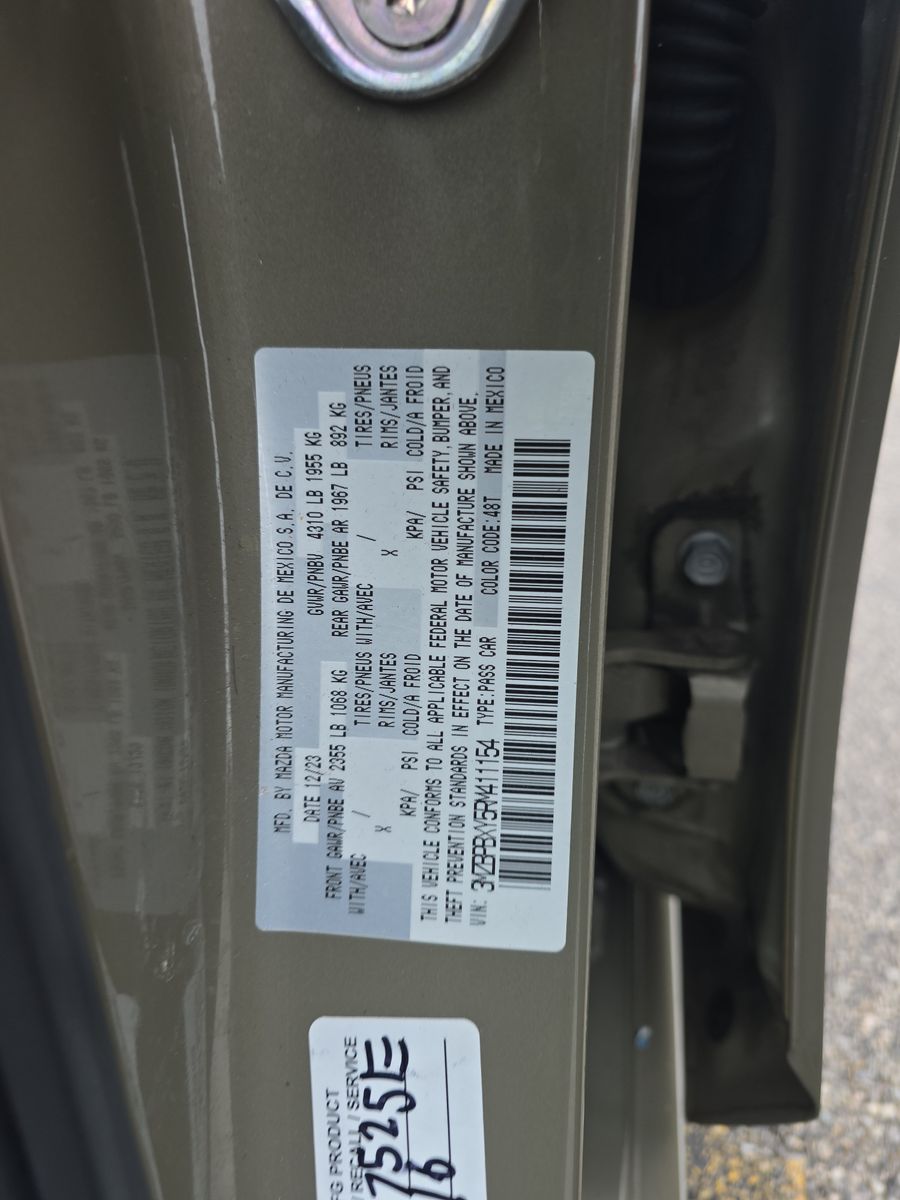 MFD. BY MAZDA MOTOR MANUFACTURING DE MEXICO S.A. DE C.V.
DATE 12/23 GVWR/PNBV 4310 LB 1955 KG
FRONT GAWR/PNBE AV 2355 LB 1068 KG REAR GAWR/PNBE AR 1967 LB 892 KG
WITH/AVEC / TIRES/PNEUS WITH/AVEC / TIRES/PNEUS
X RIMS/JANTES X RIMS/JANTES
KPA/ PSI COLD/A FROID KPA/ PSI COLD/A FROID
THIS VEHICLE CONFORMS TO ALL APPLICABLE FEDERAL MOTOR VEHICLE SAFETY, BUMPER, AND
THEFT PREVENTION STANDARDS IN EFFECT ON THE DATE OF MANUFACTURE SHOWN ABOVE.
VIN: 3MZBPBXY5RM411154 TYPE:PASS CAR COLOR CODE:48T MADE IN MEXICO
PRODUCT
RECALL / SERVICE
7525E